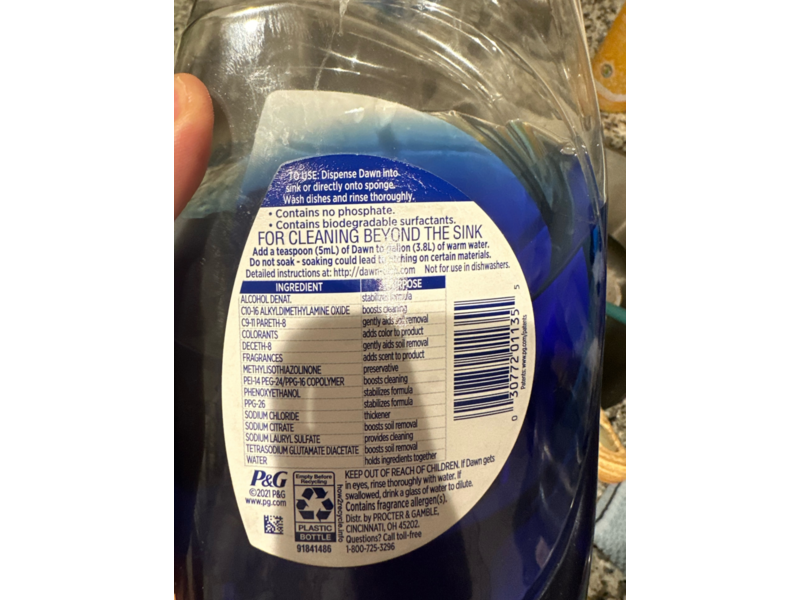 TO USE: Dispense Dawn into
sink or directly onto sponge.
Wash dishes and rinse thoroughly.
• Contains no phosphate.
• Contains biodegradable surfactants.
FOR CLEANING BEYOND THE SINK
Add a teaspoon (5mL) of Dawn to gallon (3.8L) of warm water.
Do not soak - soaking could lead to etching on certain materials.
Detailed instructions at: Not for use in dishwashers.
INGREDIENT PURPOSE
ALCOHOL DENAT. stabilizes formula
C10-16 ALKYLDIMETHYLAMINE OXIDE boosts cleaning
C9-11 PARETH-8 gently aids soil removal
COLORANTS adds color to product
DECETH-8 gently aids soil removal
FRAGRANCES adds scent to product
METHYLISOTHIAZOLINONE preservative
PEI-14 PEG-24/PPG-16 COPOLYMER boosts cleaning
PHENOXYETHANOL stabilizes formula
PPG-26 stabilizes formula
SODIUM CHLORIDE thickener
SODIUM CITRATE boosts soil removal
SODIUM LAURYL SULFATE provides cleaning
TETRASODIUM GLUTAMATE DIACETATE boosts soil removal
WATER holds ingredients together
0 30772 01135 5
Patents: www.pg.com/patents
P&G
©2021 P&G
www.pg.com
Empty Before
Recycling
PLASTIC
BOTTLE
how2recycle.info
91841486
KEEP OUT OF REACH OF CHILDREN. If Dawn gets
in eyes, rinse thoroughly with water. If
swallowed, drink a glass of water to dilute.
Contains fragrance allergen(s).
Distr. by PROCTER & GAMBLE,
CINCINNATI, OH 45202.
Questions? Call toll-free
1-800-725-3296